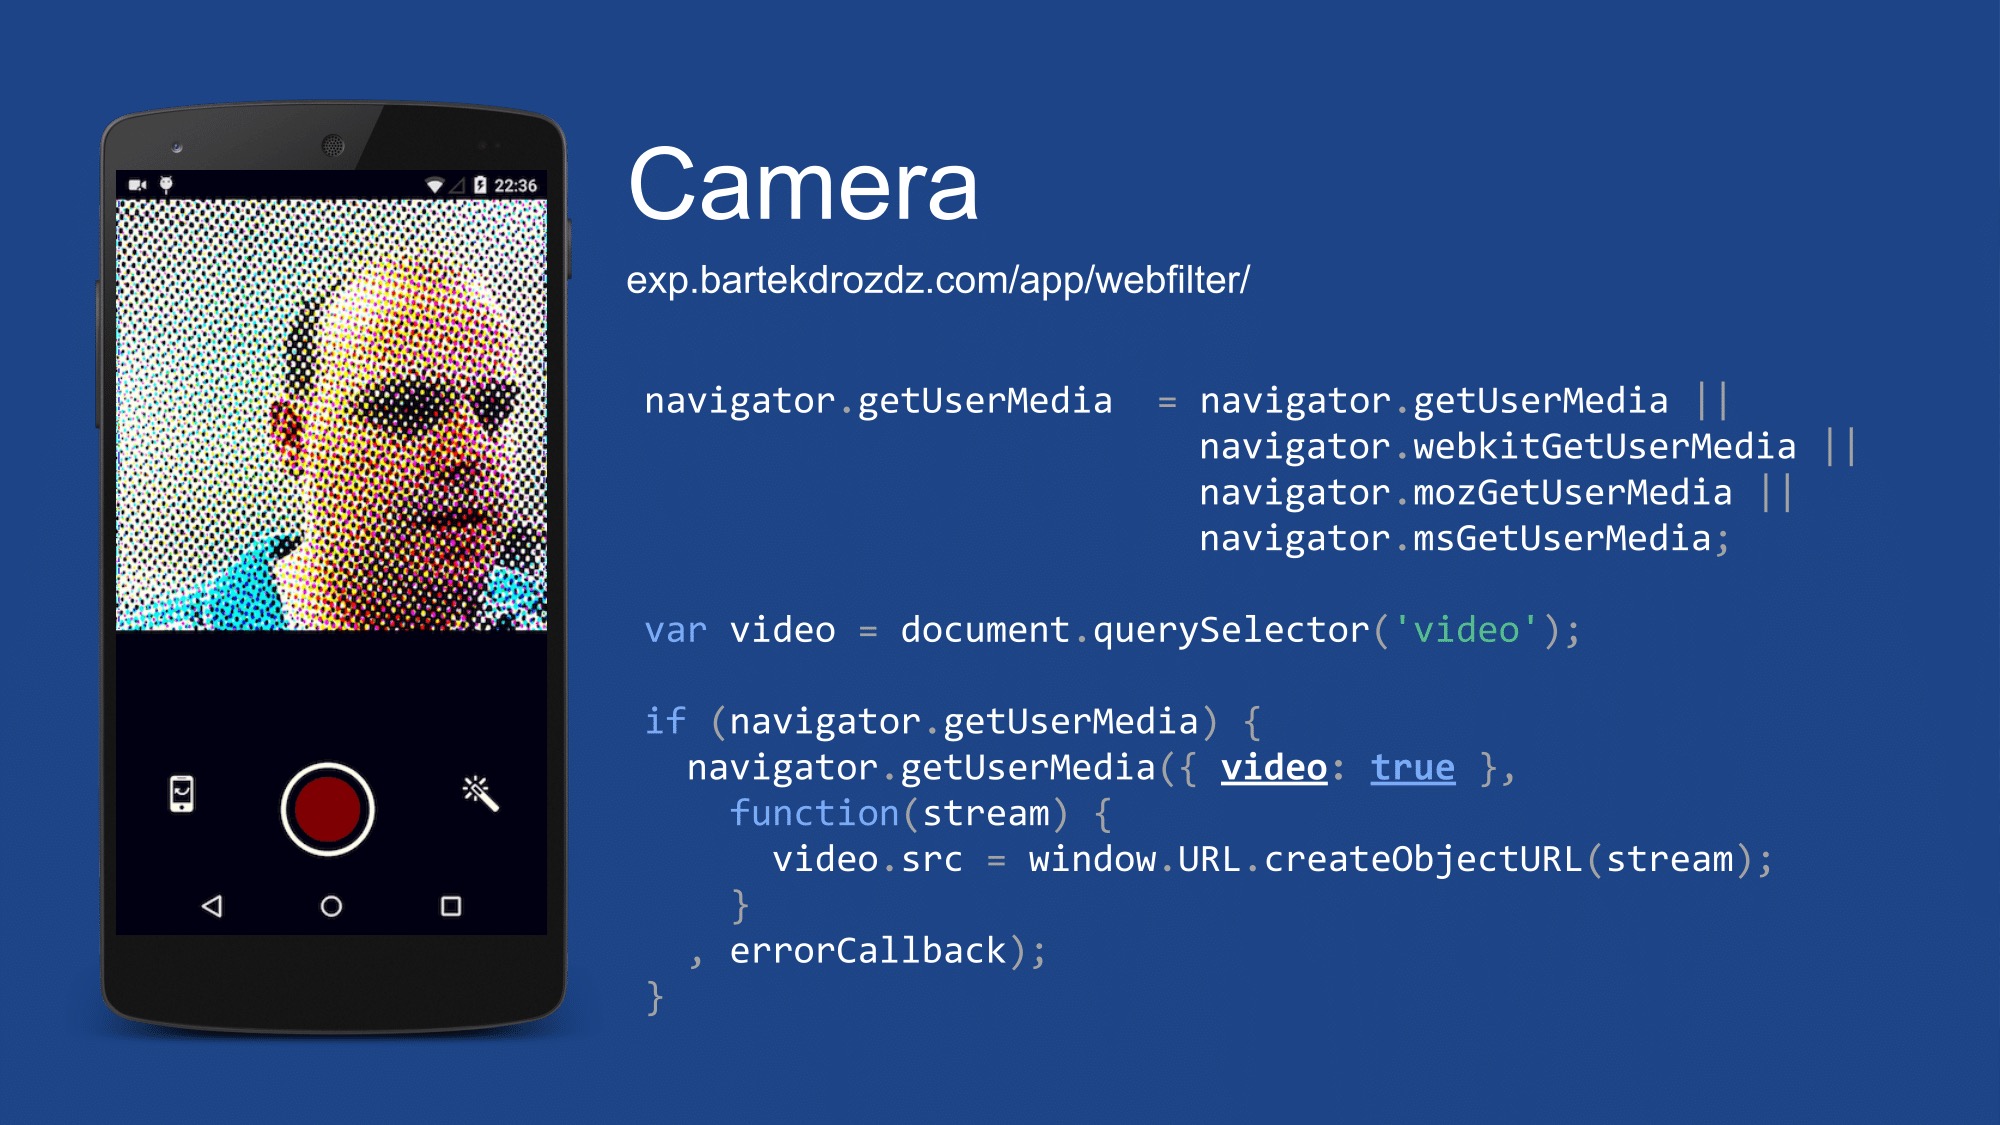 22:36
Camera
exp.bartekdrozdz.com/app/webfilter/
navigator.getUserMedia  = navigator.getUserMedia ||
                          navigator.webkitGetUserMedia ||
                          navigator.mozGetUserMedia ||
                          navigator.msGetUserMedia;
var video = document.querySelector('video');
if (navigator.getUserMedia) {
  navigator.getUserMedia({ video: true },
    function(stream) {
      video.src = window.URL.createObjectURL(stream);
    }
  , errorCallback);
}